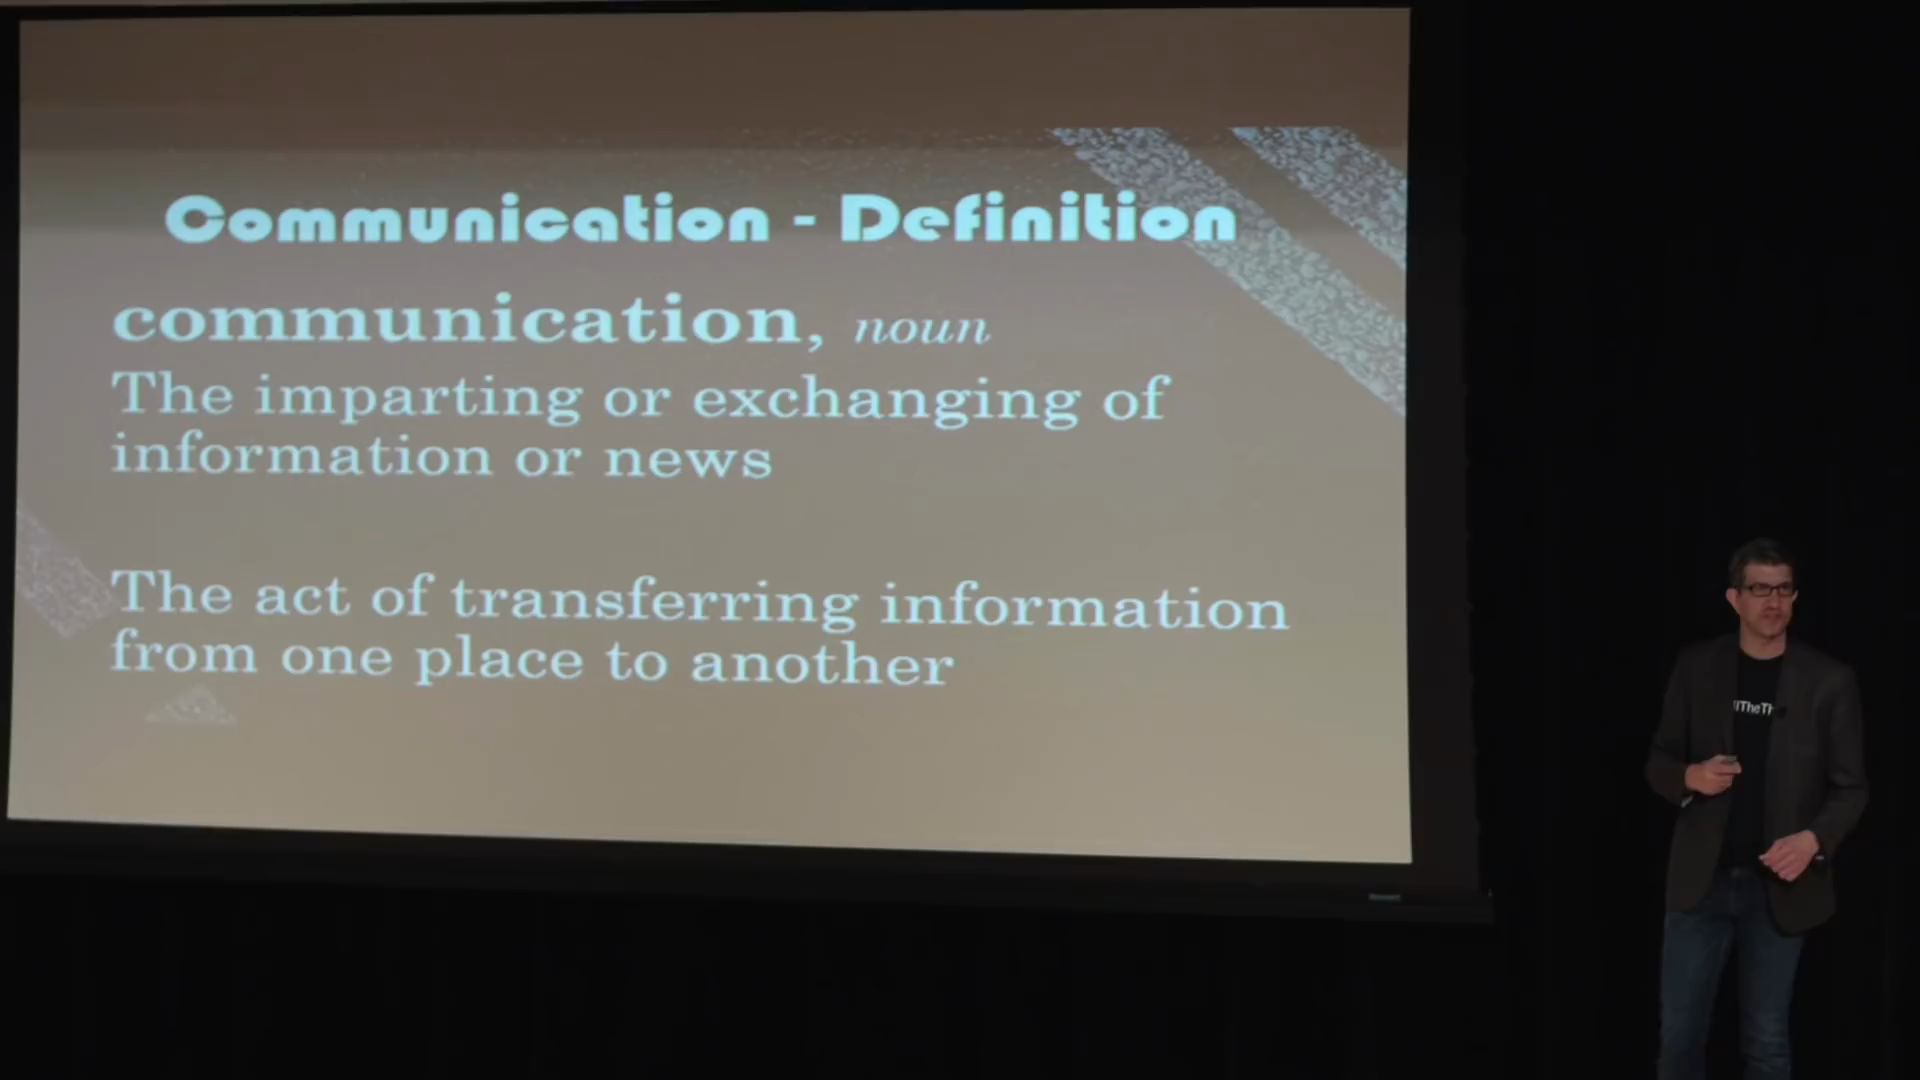 Communication - Definition
communication, noun
The imparting or exchanging of
information or news
The act of transferring information
from one place to another